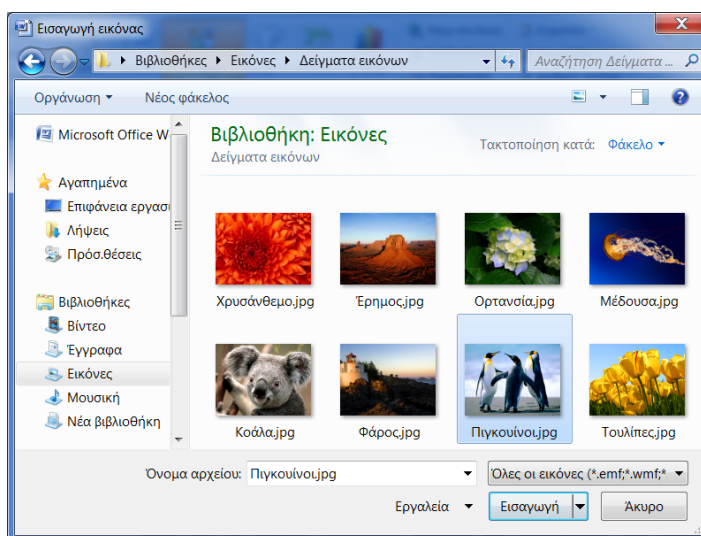 Εισαγωγή εικόνας
Βιβλιοθήκες Εικόνες Δείγματα εικόνων
Αναζήτηση Δείγματα ...
Οργάνωση Νέος φάκελος
Microsoft Office W
Αγαπημένα
Επιφάνεια εργασι
Λήψεις
Πρόσ.θέσεις
Βιβλιοθήκες
Βίντεο
Έγγραφα
Εικόνες
Μουσική
Νέα βιβλιοθήκη
Βιβλιοθήκη: Εικόνες
Δείγματα εικόνων
Τακτοποίηση κατά: Φάκελο
Χρυσάνθεμο.jpg Έρημος.jpg Ορτανσία.jpg Μέδουσα.jpg
Κοάλα.jpg Φάρος.jpg Πιγκουίνοι.jpg Τουλίπες.jpg
Όνομα αρχείου: Πιγκουίνοι.jpg Όλες οι εικόνες (*.emf;*.wmf;*.
Εργαλεία Εισαγωγή Άκυρο